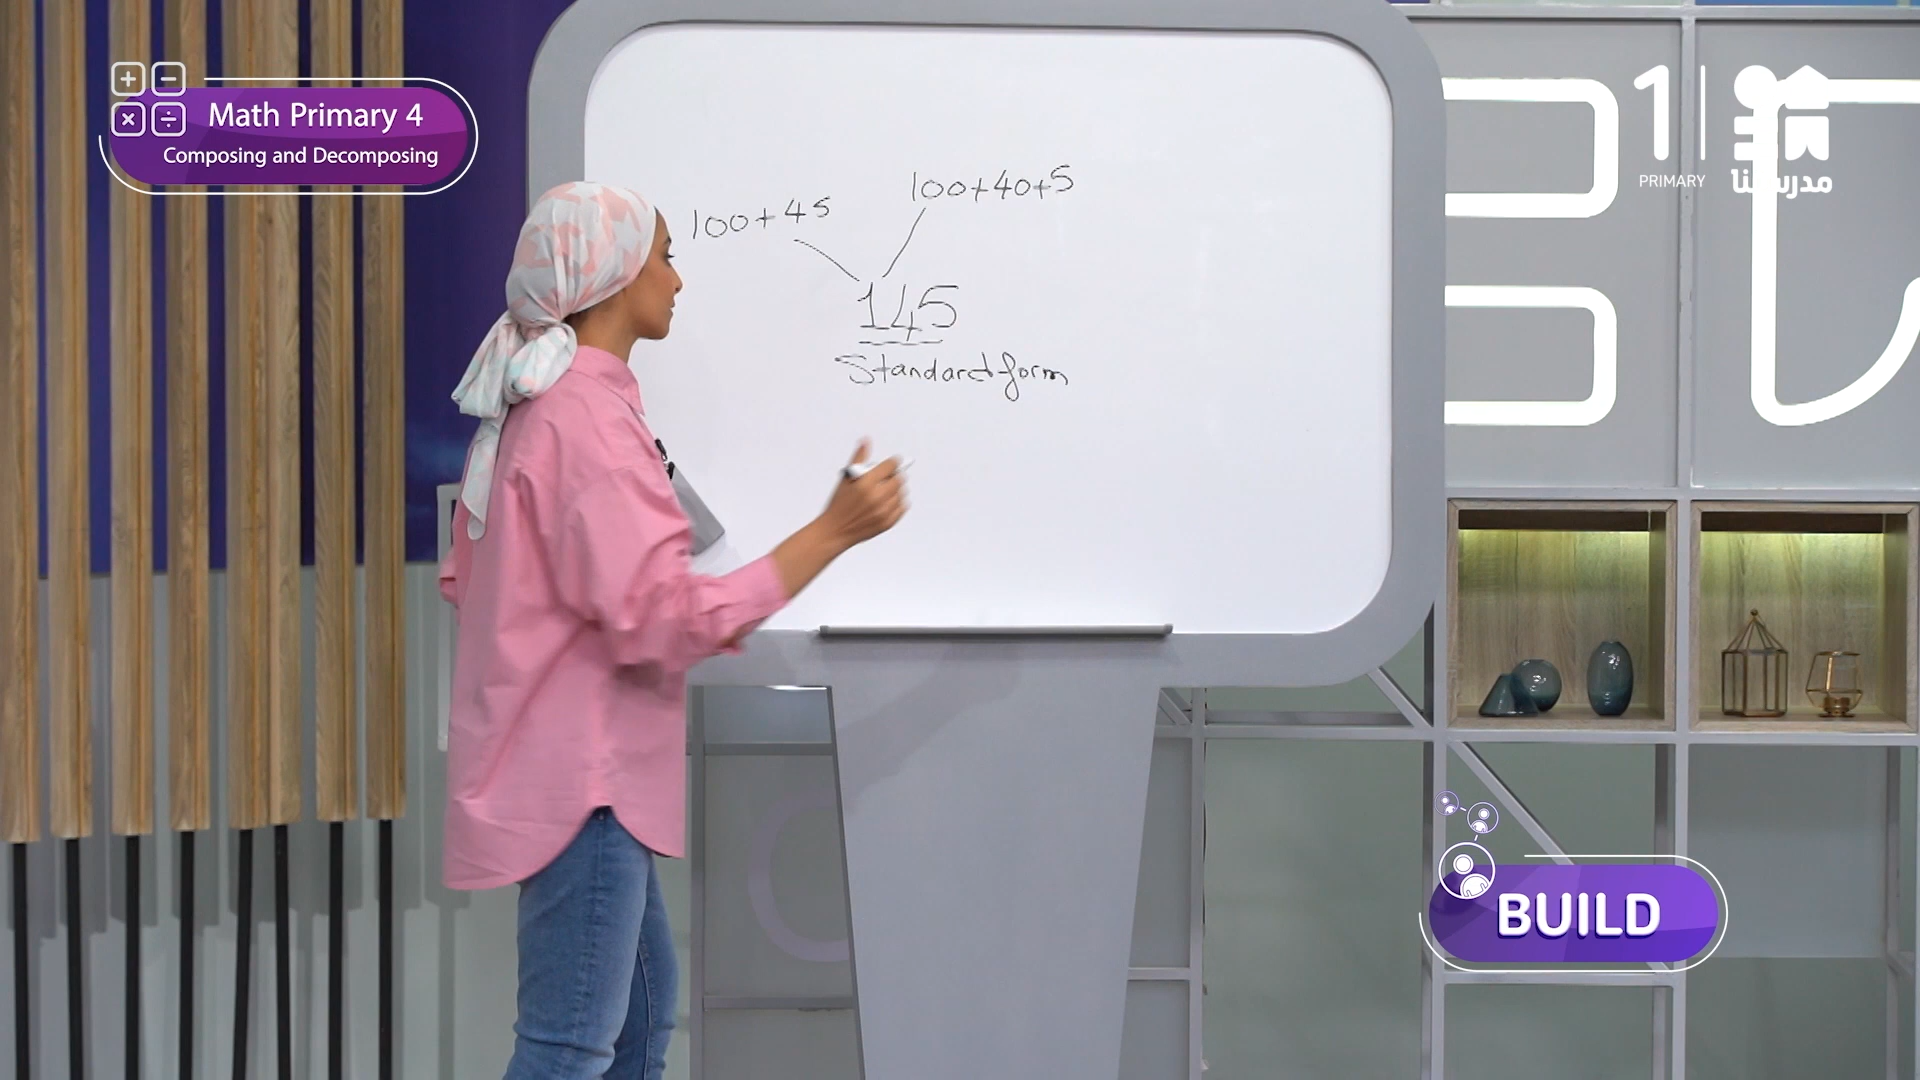 Math Primary 4
Composing and Decomposing
1
PRIMARY
مدرستنا
100+45
100+40+5
145
Standard form
BUILD